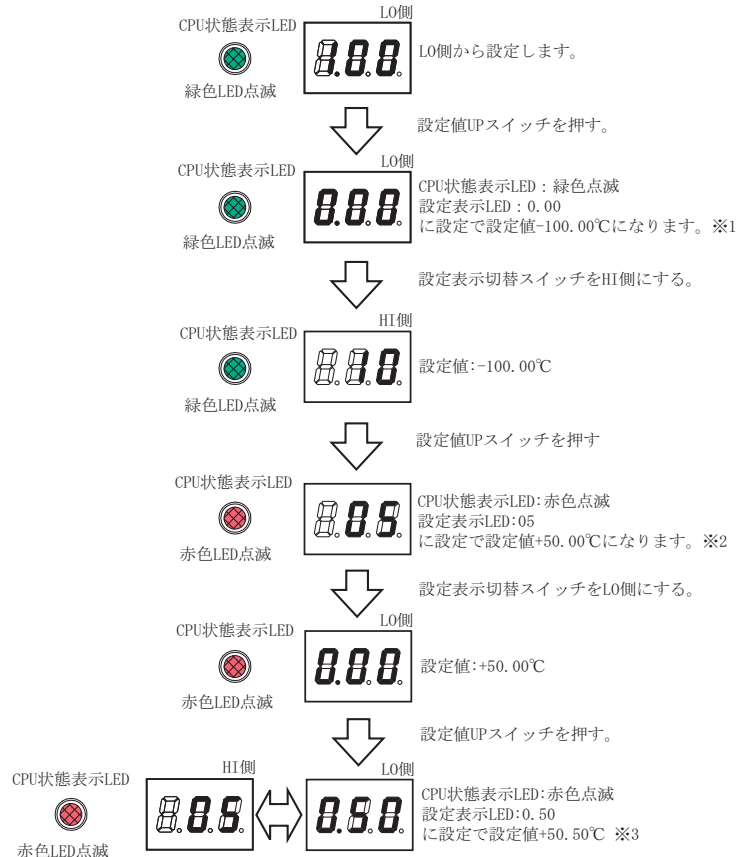 CPU状態表示LED
LO側
1.0.0.
LO側から設定します。
緑色LED点滅
設定値UPスイッチを押す。
CPU状態表示LED
LO側
0.0.0.
CPU状態表示LED：緑色点滅
設定表示LED：0.00
に設定で設定値-100.00℃になります。※1
緑色LED点滅
設定表示切替スイッチをHI側にする。
CPU状態表示LED
HI側
10
設定値:-100.00℃
緑色LED点滅
設定値UPスイッチを押す
CPU状態表示LED
05
CPU状態表示LED:赤色点滅
設定表示LED:05
に設定で設定値+50.00℃になります。※2
赤色LED点滅
設定表示切替スイッチをLO側にする。
CPU状態表示LED
LO側
0.0.0.
設定値:+50.00℃
赤色LED点滅
設定値UPスイッチを押す。
CPU状態表示LED
HI側
LO側
05
0.50
CPU状態表示LED:赤色点滅
設定表示LED:0.50
に設定で設定値+50.50℃ ※3
赤色LED点滅